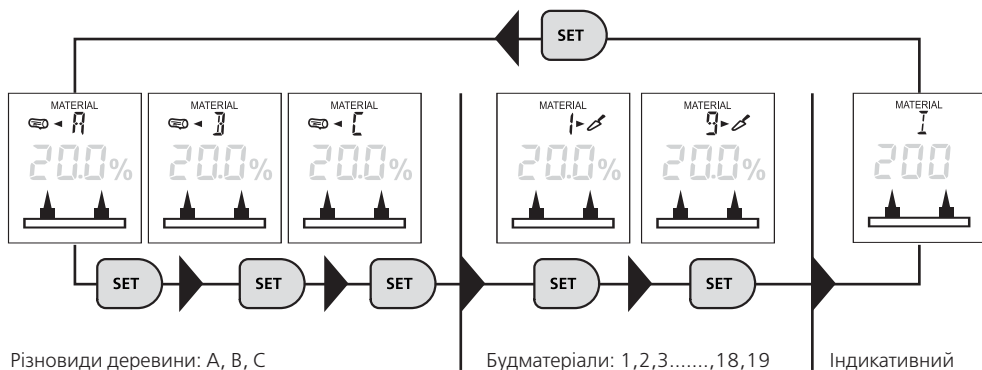 SET
MATERIAL MATERIAL MATERIAL MATERIAL MATERIAL MATERIAL
A B C 1 9 I
20.0% 20.0% 20.0% 20.0% 20.0% 200
SET SET SET SET SET
Різновиди деревини: A, B, C Будматеріали: 1,2,3.......,18,19 Індикативний